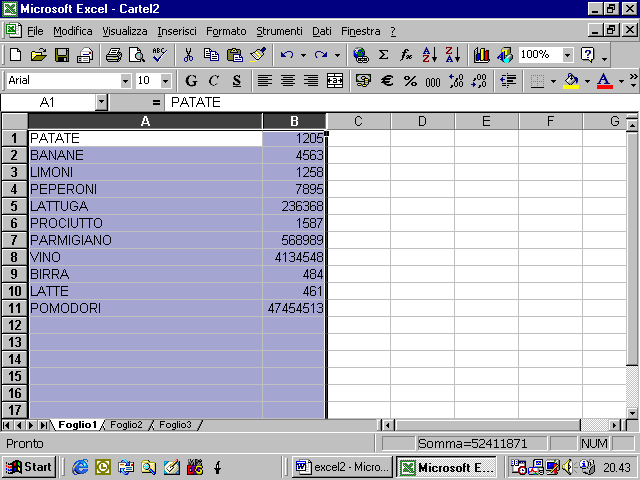 Microsoft Excel - Cartel2
File Modifica Visualizza Inserisci Formato Strumenti Dati Finestra ?
100%
Arial 10 G C S € % 000
A1 = PATATE
A B C D E F G
1 PATATE 1205
2 BANANE 4563
3 LIMONI 1258
4 PEPERONI 7895
5 LATTUGA 236368
6 PROCIUTTO 1587
7 PARMIGIANO 568989
8 VINO 4134548
9 BIRRA 484
10 LATTE 461
11 POMODORI 47454513
12
13
14
15
16
17
Foglio1 Foglio2 Foglio3
Pronto Somma=52411871 NUM
Start excel2 - Micro... Microsoft E... 20.43